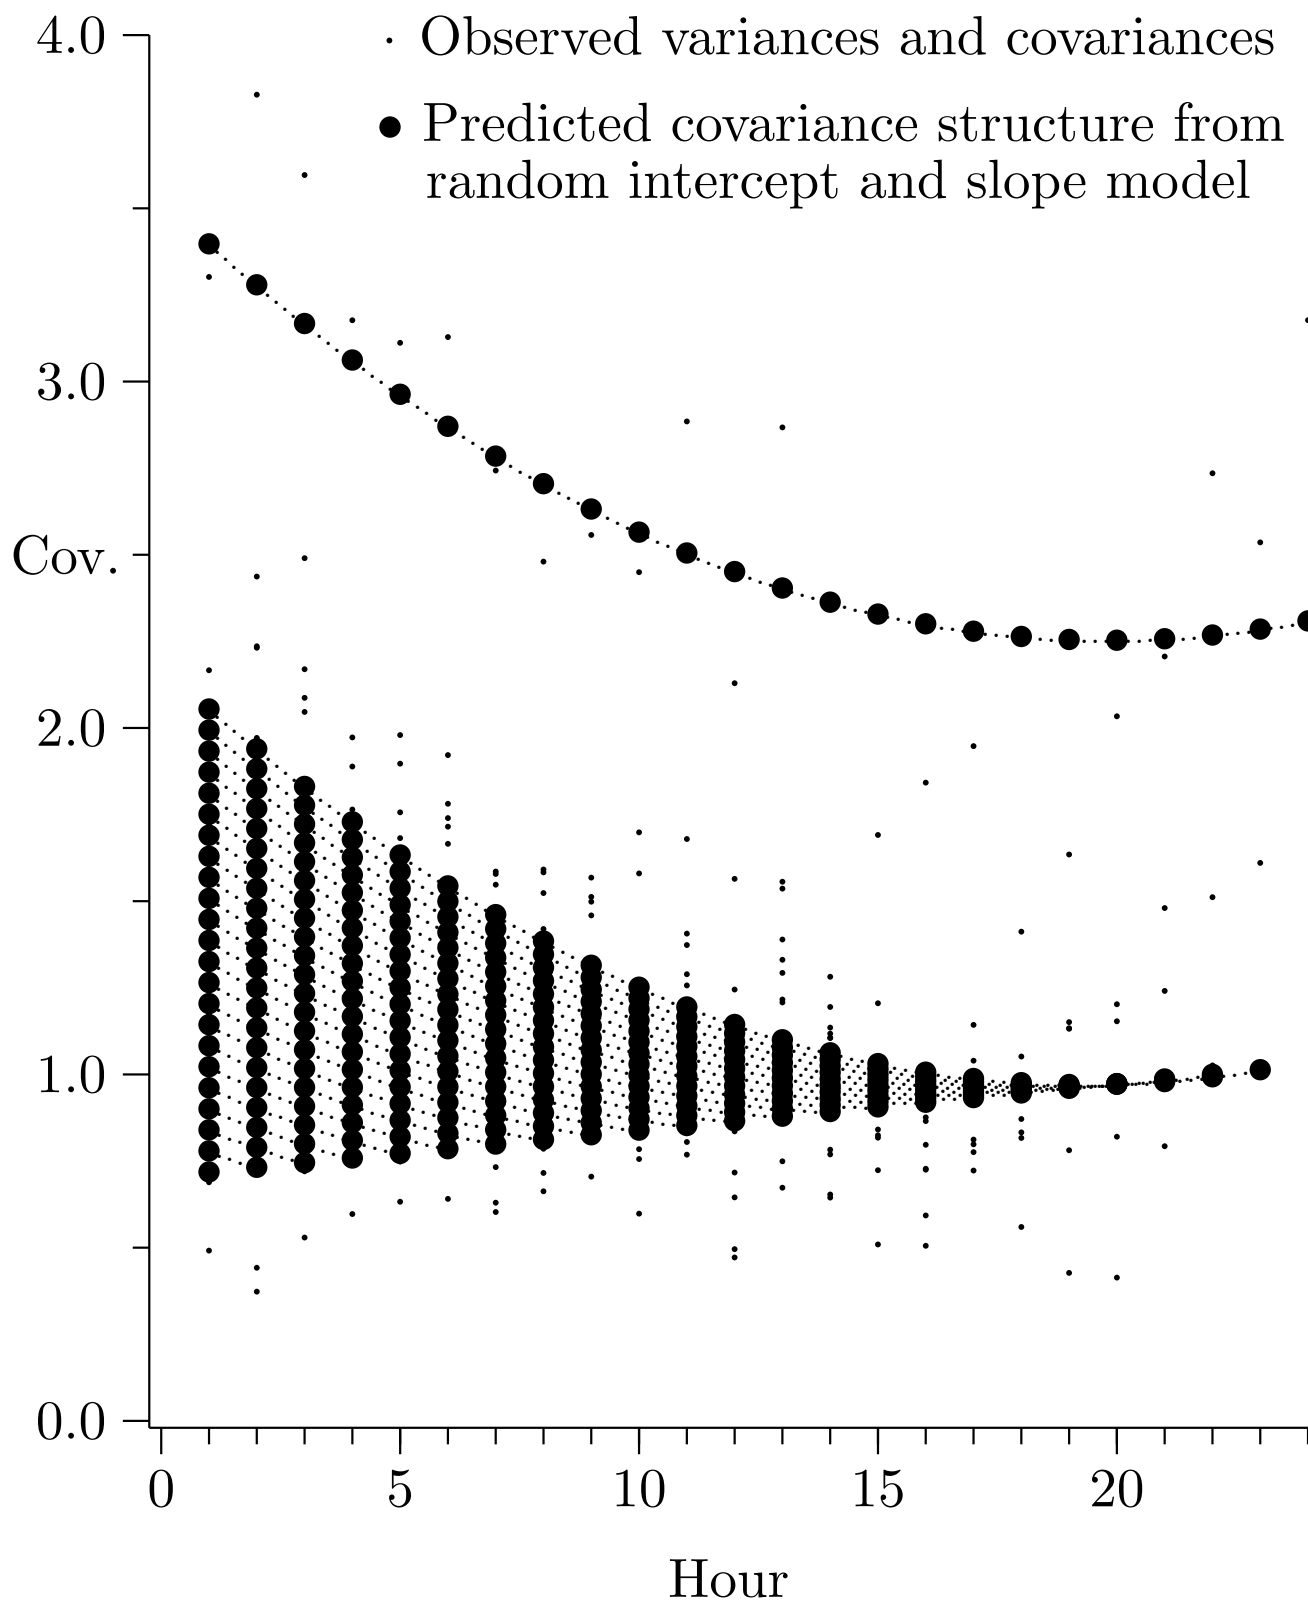 4.0
Observed variances and covariances
Predicted covariance structure from
random intercept and slope model
3.0
Cov.
2.0
1.0
0.0
0 5 10 15 20
Hour